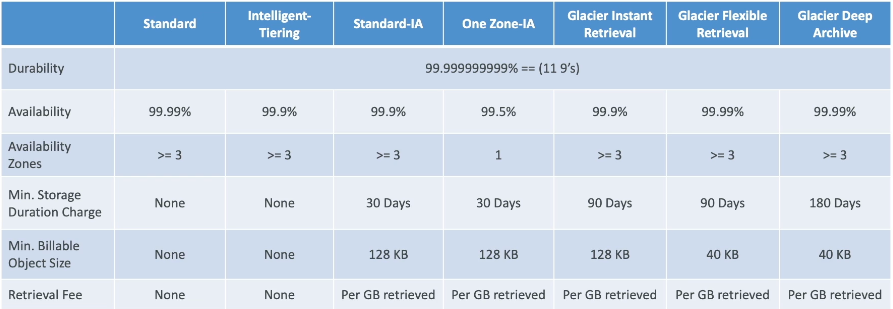 Standard
Intelligent-
Tiering
Standard-IA
One Zone-IA
Glacier Instant
Retrieval
Glacier Flexible
Retrieval
Glacier Deep
Archive
Durability
99.999999999% == (11 9's)
Availability
99.99%
99.9%
99.9%
99.5%
99.9%
99.99%
99.99%
Availability
Zones
>= 3
>= 3
>= 3
1
>= 3
>= 3
>= 3
Min. Storage
Duration Charge
None
None
30 Days
30 Days
90 Days
90 Days
180 Days
Min. Billable
Object Size
None
None
128 KB
128 KB
128 KB
40 KB
40 KB
Retrieval Fee
None
None
Per GB retrieved
Per GB retrieved
Per GB retrieved
Per GB retrieved
Per GB retrieved